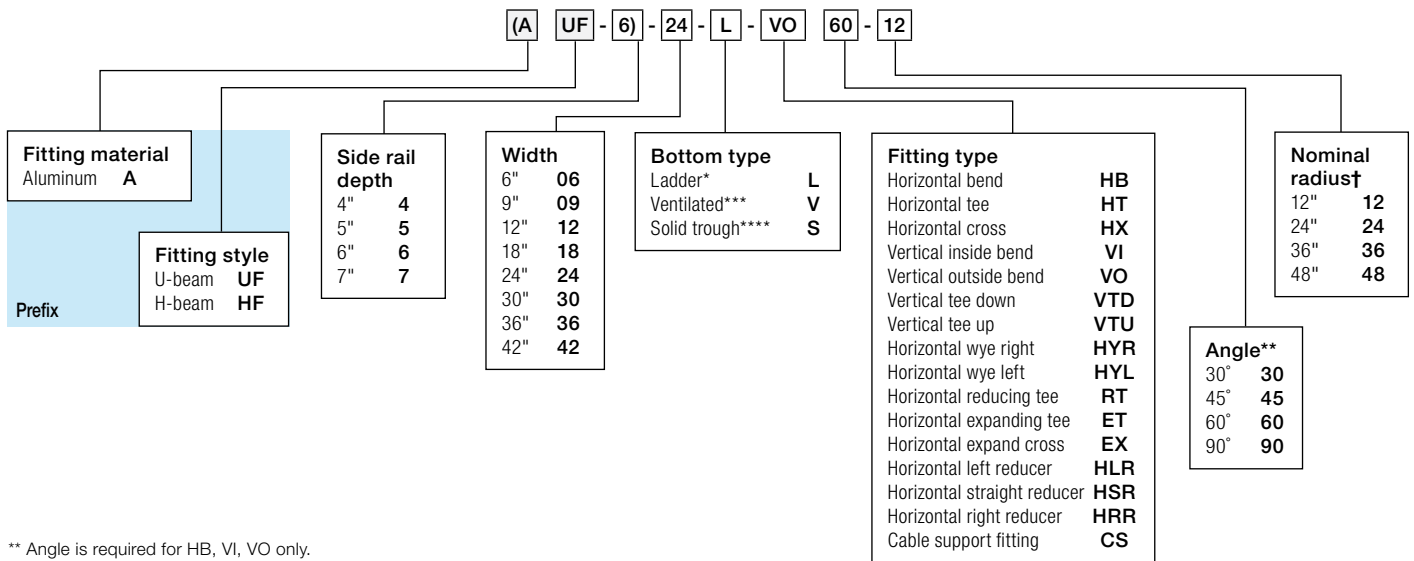 (A UF - 6) - 24 - L - VO 60 - 12
Fitting material
Aluminum A
Fitting style
U-beam UF
H-beam HF
Prefix
Side rail
depth
4" 4
5" 5
6" 6
7" 7
Width
6" 06
9" 09
12" 12
18" 18
24" 24
30" 30
36" 36
42" 42
Bottom type
Ladder* L
Ventilated*** V
Solid trough**** S
Fitting type
Horizontal bend HB
Horizontal tee HT
Horizontal cross HX
Vertical inside bend VI
Vertical outside bend VO
Vertical tee down VTD
Vertical tee up VTU
Horizontal wye right HYR
Horizontal wye left HYL
Horizontal reducing tee RT
Horizontal expanding tee ET
Horizontal expand cross EX
Horizontal left reducer HLR
Horizontal straight reducer HSR
Horizontal right reducer HRR
Cable support fitting CS
Angle**
30° 30
45° 45
60° 60
90° 90
Nominal
radius†
12" 12
24" 24
36" 36
48" 48
** Angle is required for HB, VI, VO only.